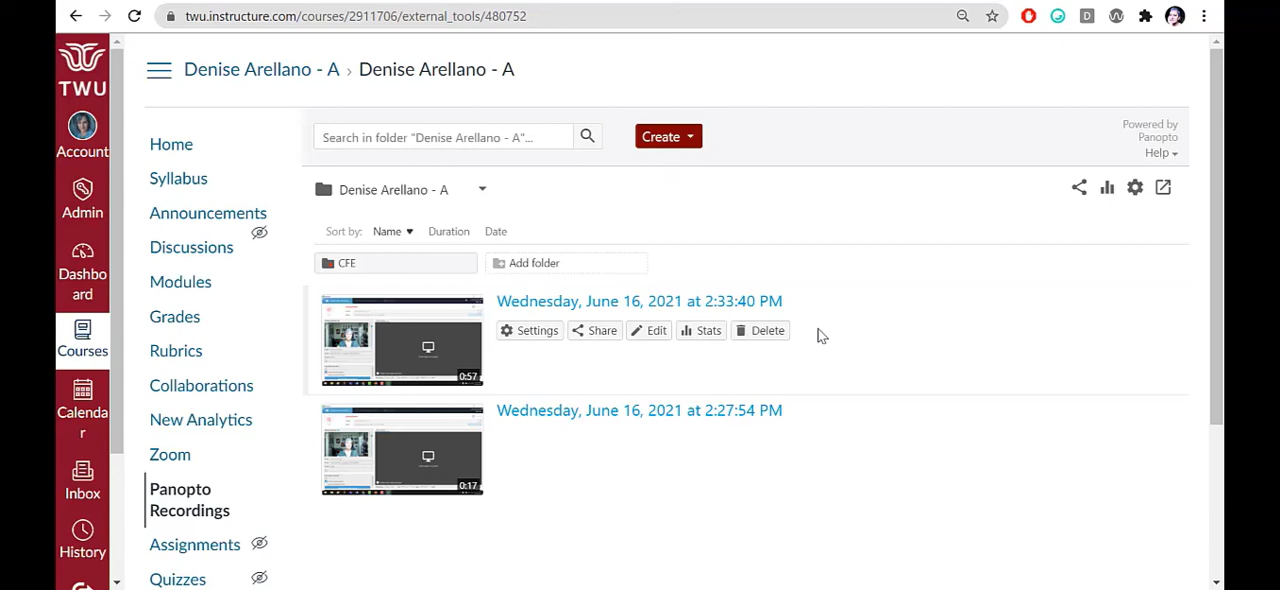 twu.instructure.com/courses/2911706/external_tools/480752
TWU
Account
Admin
Dashbo
ard
Courses
Calenda
r
Inbox
History
Denise Arellano - A › Denise Arellano - A
Home
Syllabus
Announcements
Discussions
Modules
Grades
Rubrics
Collaborations
New Analytics
Zoom
Panopto
Recordings
Assignments
Quizzes
Search in folder "Denise Arellano - A"...
Create
Powered by
Panopto
Help
Denise Arellano - A
Sort by: Name Duration Date
CFE
Add folder
Wednesday, June 16, 2021 at 2:33:40 PM
Settings Share Edit Stats Delete
0:57
Wednesday, June 16, 2021 at 2:27:54 PM
0:17